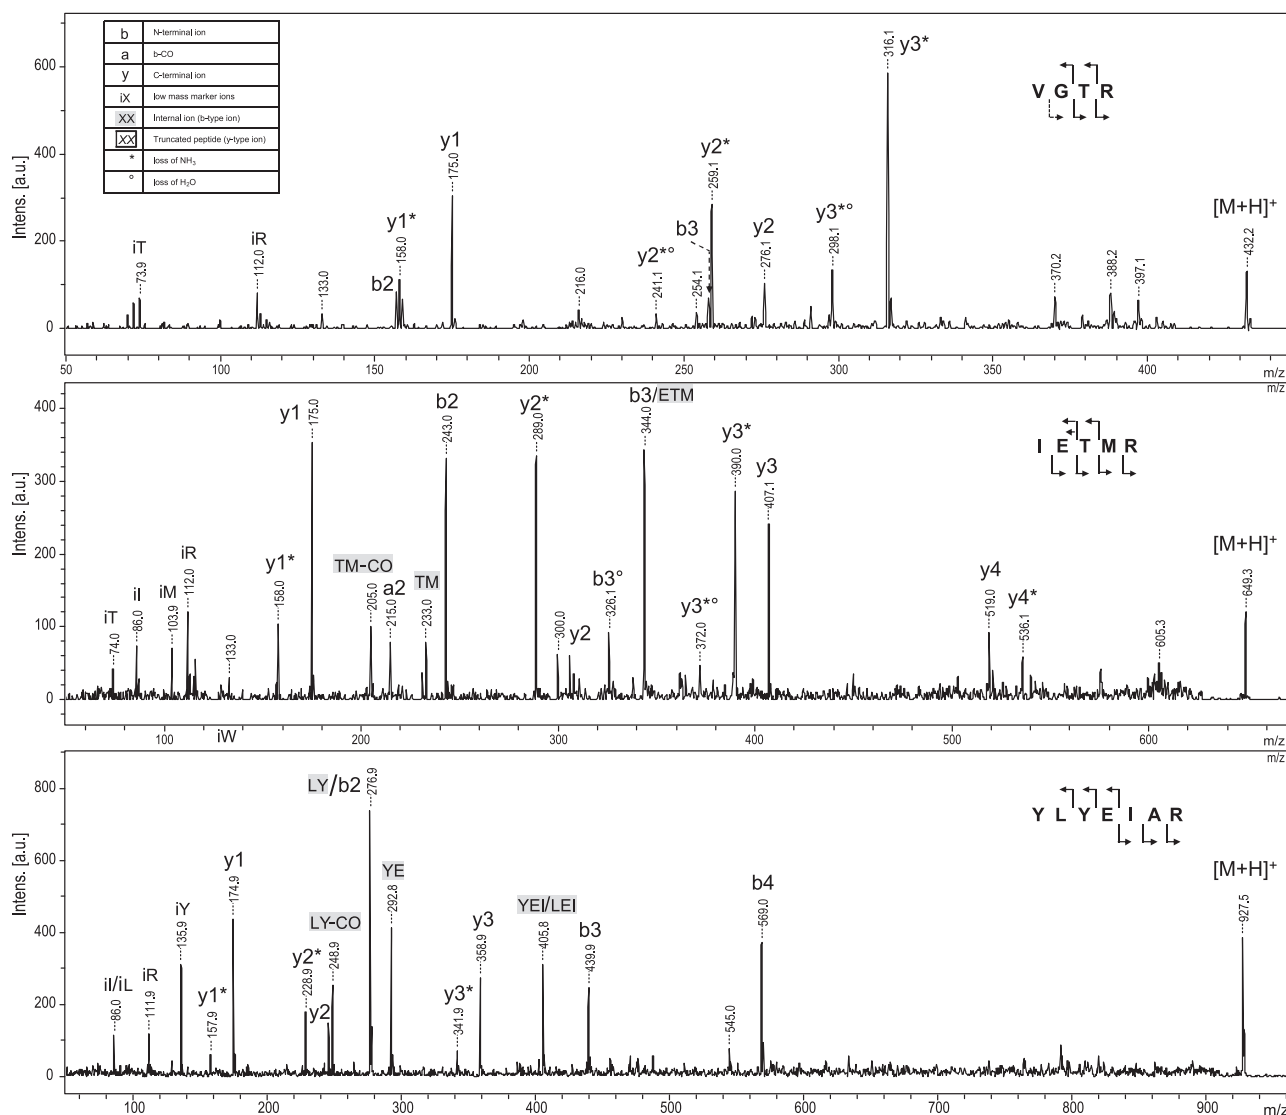 b N-terminal ion
a b-CO
y C-terminal ion
iX low mass marker ions
XX Internal ion (b-type ion)
XX Truncated peptide (y-type ion)
* loss of NH3
° loss of H2O
Intens. [a.u.]
600
400
200
0
iT
73.9
iR
112.0
133.0
b2
y1*
158.0
y1
175.0
216.0
y2*°
241.1
254.1
b3
y2*
259.1
y2
276.1
y3*°
298.1
y3*
316.1
370.2
388.2
397.1
[M+H]+
432.2
V G T R
50 100 150 200 250 300 350 400 m/z
Intens. [a.u.]
400
300
200
100
0
iT
74.0
iI
86.0
iM
103.9
iR
112.0
133.0
y1*
158.0
y1
175.0
TM-CO
205.0
a2
215.0
TM
233.0
b2
243.0
y2*
289.0
300.0
y2
b3°
326.1
b3/ETM
344.0
y3*°
372.0
y3*
390.0
y3
407.1
y4
519.0
y4*
536.1
605.3
[M+H]+
649.3
I E T M R
m/z
100 200 300 400 500 600 m/z
iW
Intens. [a.u.]
800
600
400
200
0
iI/iL
86.0
iR
111.9
iY
135.9
y1*
157.9
y1
174.9
y2*
228.9
y2
LY-CO
248.9
LY/b2
276.9
YE
292.8
y3*
341.9
y3
358.9
YEI/LEI
405.8
b3
439.9
545.0
b4
569.0
[M+H]+
927.5
Y L Y E I A R
m/z
100 200 300 400 500 600 700 800 900 m/z